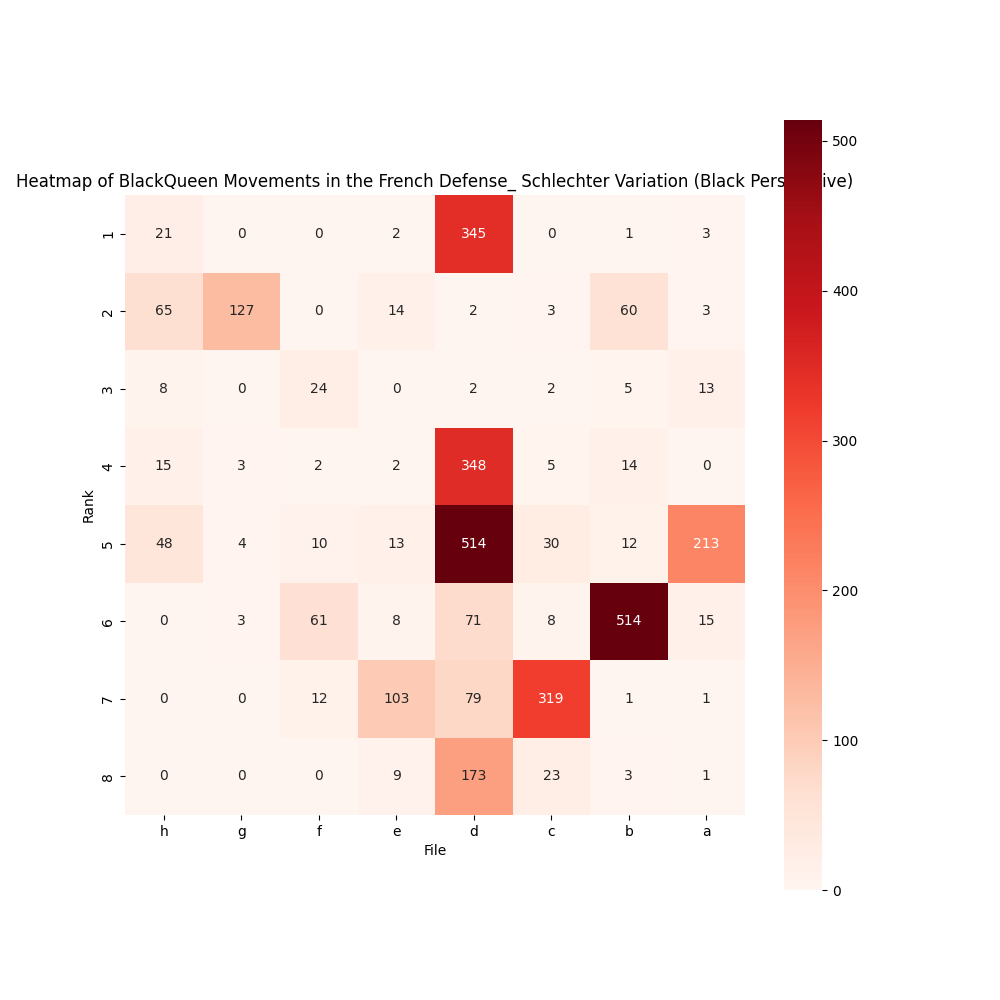 Heatmap of BlackQueen Movements in the French Defense_ Schlechter Variation (Black Perspective)
500
400
300
200
100
0
Rank
1 21 0 0 2 345 0 1 3
2 65 127 0 14 2 3 60 3
3 8 0 24 0 2 2 5 13
4 15 3 2 2 348 5 14 0
5 48 4 10 13 514 30 12 213
6 0 3 61 8 71 8 514 15
7 0 0 12 103 79 319 1 1
8 0 0 0 9 173 23 3 1
h g f e d c b a
File